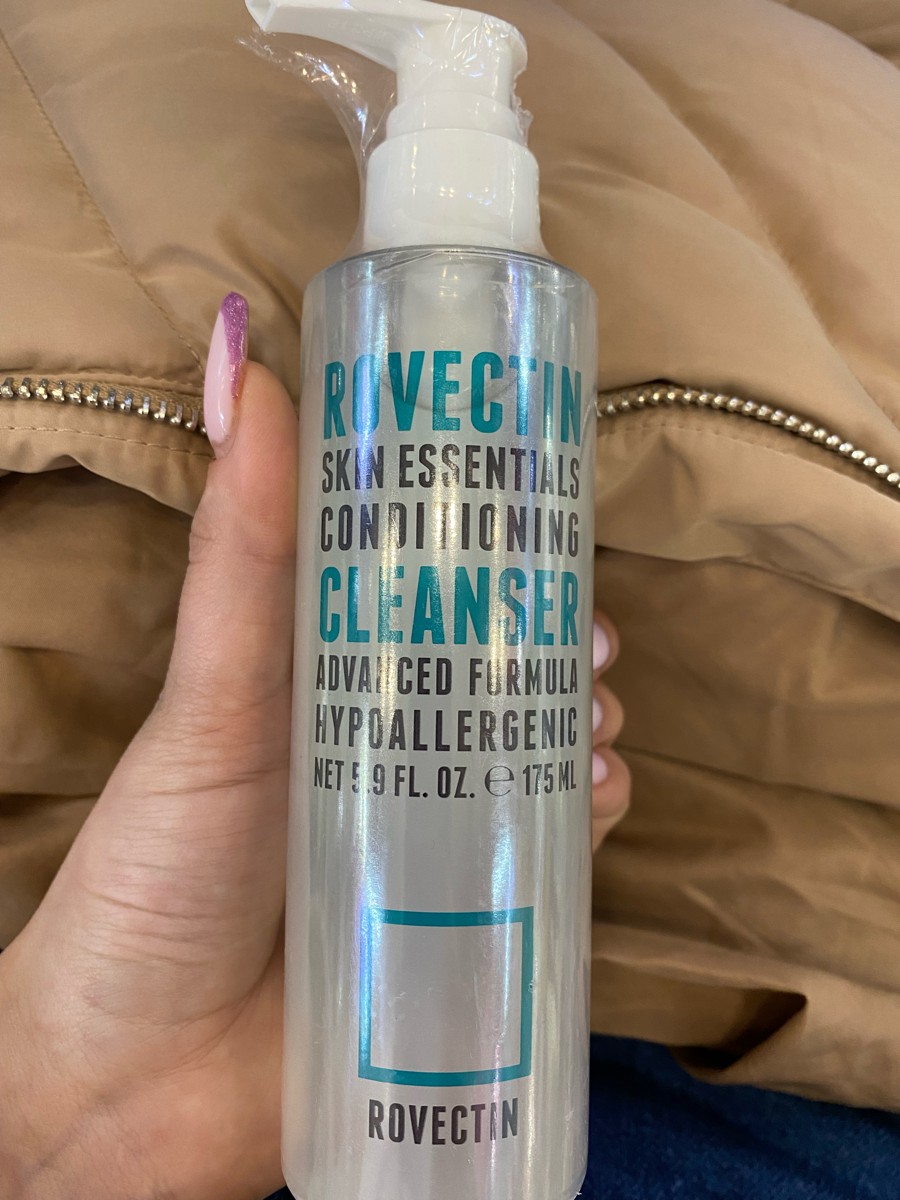 ROVECTIN
SKIN ESSENTIALS
CONDITIONING
CLEANSER
ADVANCED FORMULA
HYPOALLERGENIC
NET 5.9 FL. OZ. ℮ 175 ML
ROVECTIN